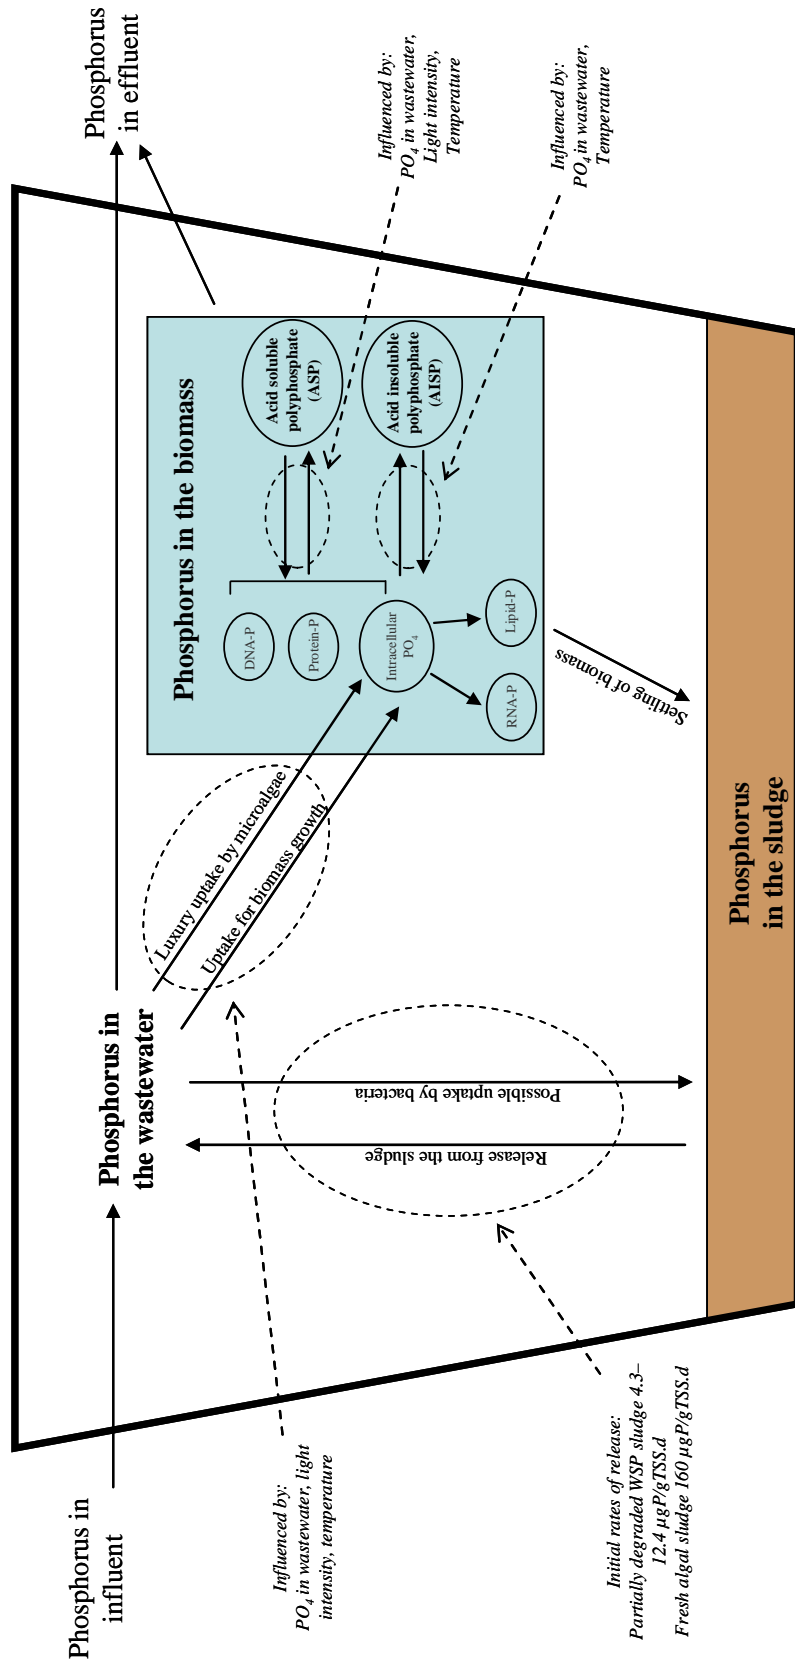 Phosphorus in
influent
Phosphorus in
the wastewater
Phosphorus
in effluent
Luxury uptake by microalgae
Uptake for biomass growth
Phosphorus in the biomass
DNA-P
Protein-P
Intracellular
PO₄
RNA-P
Lipid-P
Acid soluble
polyphosphate
(ASP)
Acid insoluble
polyphosphate
(AISP)
Influenced by:
PO₄ in wastewater,
Light intensity,
Temperature
Influenced by:
PO₄ in wastewater,
Temperature
Influenced by:
PO₄ in wastewater, light
intensity, temperature
Release from the sludge
Possible uptake by bacteria
Settling of biomass
Initial rates of release:
Partially degraded WSP sludge 4.3–
12.4 μgP/gTSS.d
Fresh algal sludge 160 μgP/gTSS.d
Phosphorus
in the sludge